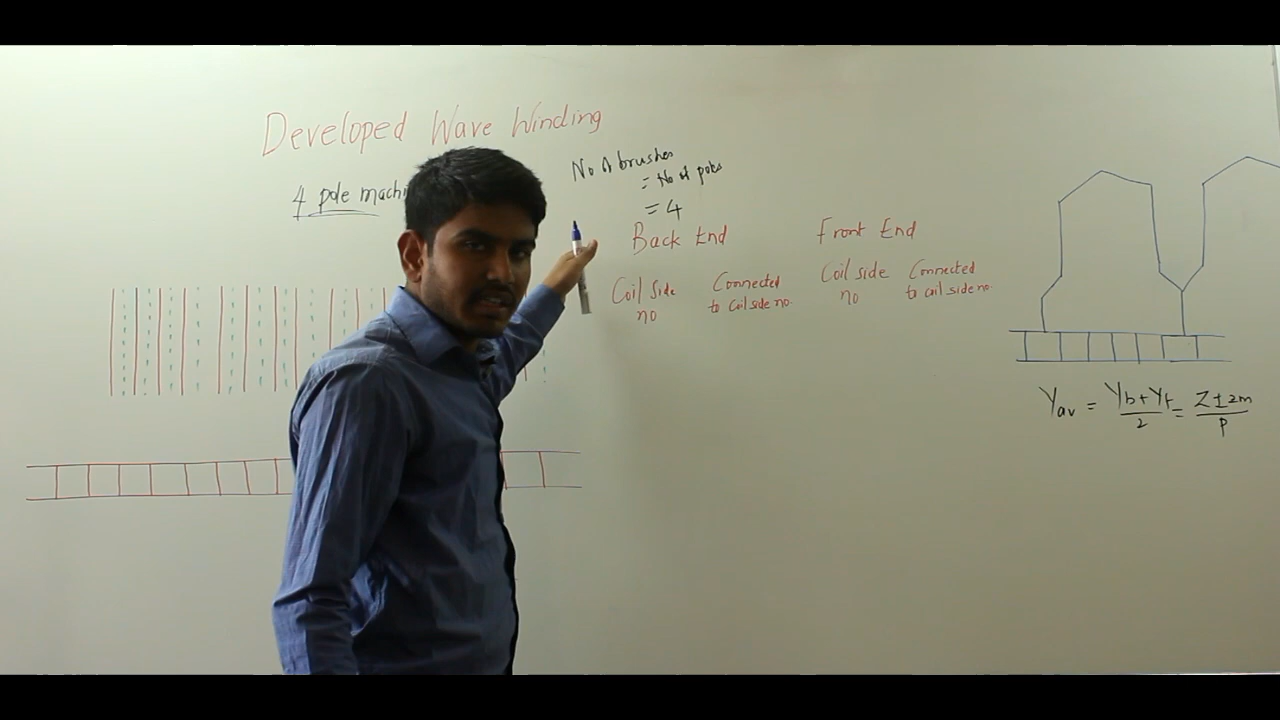 Developed Wave Winding
4 pole machi
No of brushes
= No of poles
= 4
Back End
Front End
Coil side no
Connected to coil side no.
Coil side no
Connected to coil side no.
Yav = Yb+Yf/2 = Z±2m/P